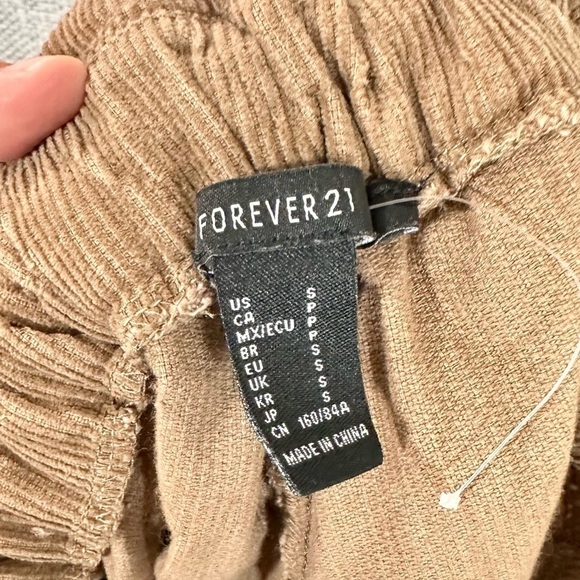 FOREVER 21
US S
CA P
MX/ECU P
BR P
EU S
UK S
KR S
JP S
CN 160/84A
MADE IN CHINA